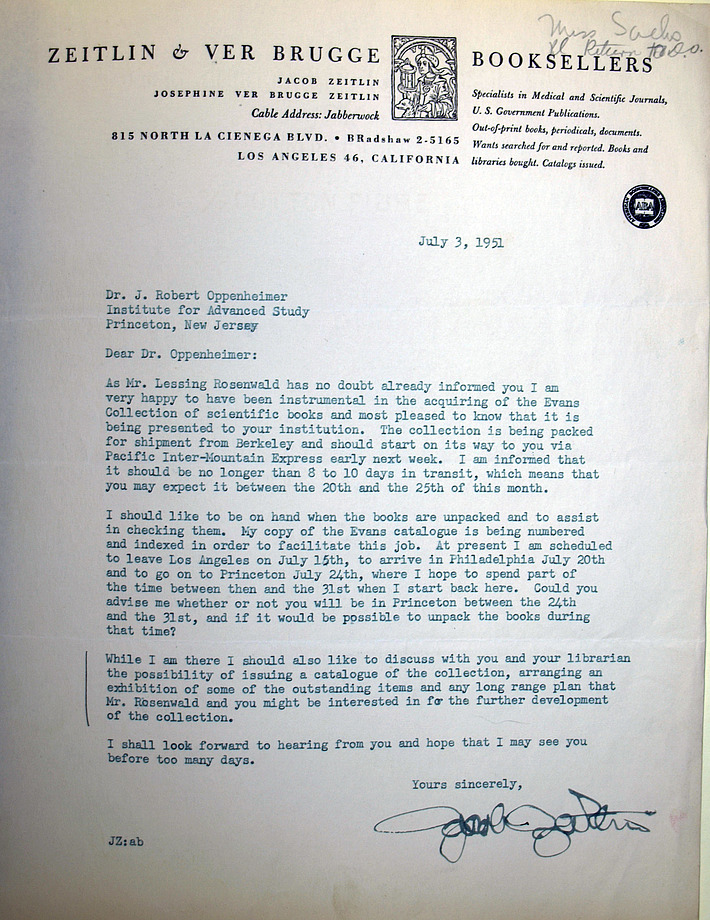 Miss Sachs
ZEITLIN & VER BRUGGE BOOKSELLERS
JACOB ZEITLIN
JOSEPHINE VER BRUGGE ZEITLIN
Cable Address: Jabberwock
815 NORTH LA CIENEGA BLVD. • BRadshaw 2-5165
LOS ANGELES 46, CALIFORNIA
Specialists in Medical and Scientific Journals,
U. S. Government Publications.
Out-of-print books, periodicals, documents.
Wants searched for and reported. Books and
libraries bought. Catalogs issued.
July 3, 1951
Dr. J. Robert Oppenheimer
Institute for Advanced Study
Princeton, New Jersey
Dear Dr. Oppenheimer:
As Mr. Lessing Rosenwald has no doubt already informed you I am
very happy to have been instrumental in the acquiring of the Evans
Collection of scientific books and most pleased to know that it is
being presented to your institution. The collection is being packed
for shipment from Berkeley and should start on its way to you via
Pacific Inter-Mountain Express early next week. I am informed that
it should be no longer than 8 to 10 days in transit, which means that
you may expect it between the 20th and the 25th of this month.
I should like to be on hand when the books are unpacked and to assist
in checking them. My copy of the Evans catalogue is being numbered
and indexed in order to facilitate this job. At present I am scheduled
to leave Los Angeles on July 15th, to arrive in Philadelphia July 20th
and to go on to Princeton July 24th, where I hope to spend part of
the time between then and the 31st when I start back here. Could you
advise me whether or not you will be in Princeton between the 24th
and the 31st, and if it would be possible to unpack the books during
that time?
While I am there I should also like to discuss with you and your librarian
the possibility of issuing a catalogue of the collection, arranging an
exhibition of some of the outstanding items and any long range plan that
Mr. Rosenwald and you might be interested in for the further development
of the collection.
I shall look forward to hearing from you and hope that I may see you
before too many days.
Yours sincerely,
Jacob Zeitlin
JZ:ab